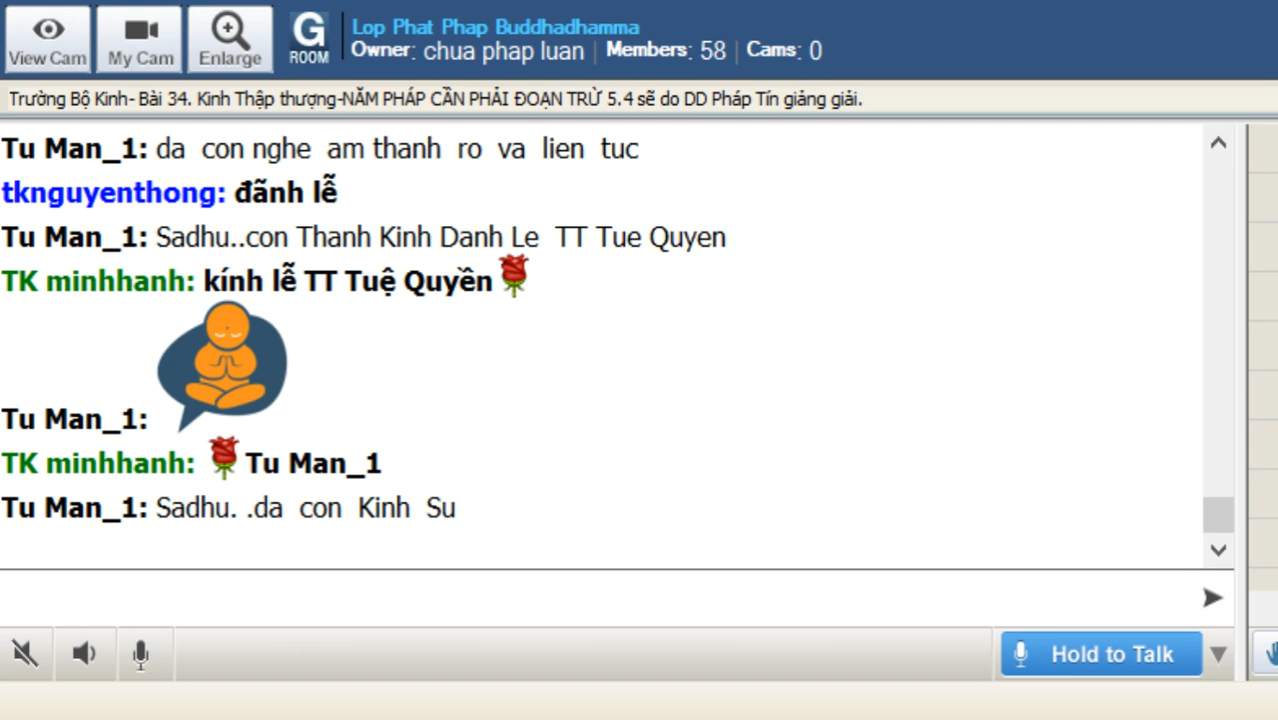 View Cam
My Cam
Enlarge
G ROOM
Lop Phat Phap Buddhadhamma
Owner: chua phap luan | Members: 58 | Cams: 0
Trường Bộ Kinh- Bài 34. Kinh Thập thượng-NĂM PHÁP CẦN PHẢI ĐOẠN TRỪ 5.4 sẽ do DD Pháp Tín giảng giải.
Tu Man_1: da con nghe am thanh ro va lien tuc
tknguyenthong: đãnh lễ
Tu Man_1: Sadhu..con Thanh Kinh Danh Le TT Tue Quyen
TK minhhanh: kính lễ TT Tuệ Quyền
Tu Man_1:
TK minhhanh: Tu Man_1
Tu Man_1: Sadhu. .da con Kinh Su
Hold to Talk